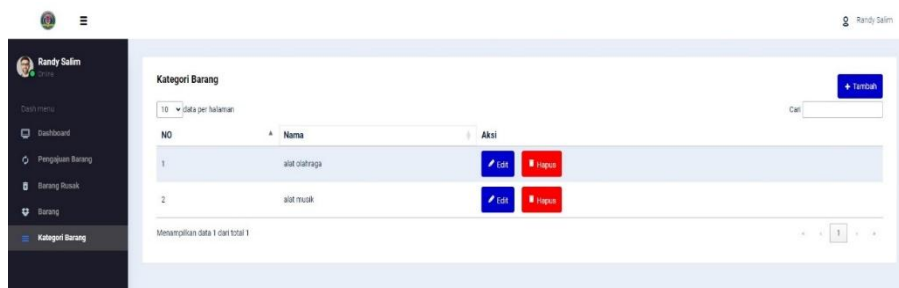 Randy Salim
Randy Salim
Online
Dash menu
Dashboard
Pengajuan Barang
Barang Rusak
Barang
Kategori Barang
Kategori Barang
+ Tambah
10 data per halaman
Cari
NO Nama Aksi
1 alat olahraga Edit Hapus
2 alat musik Edit Hapus
Menampilkan data 1 dari total 1
« ‹ 1 › »